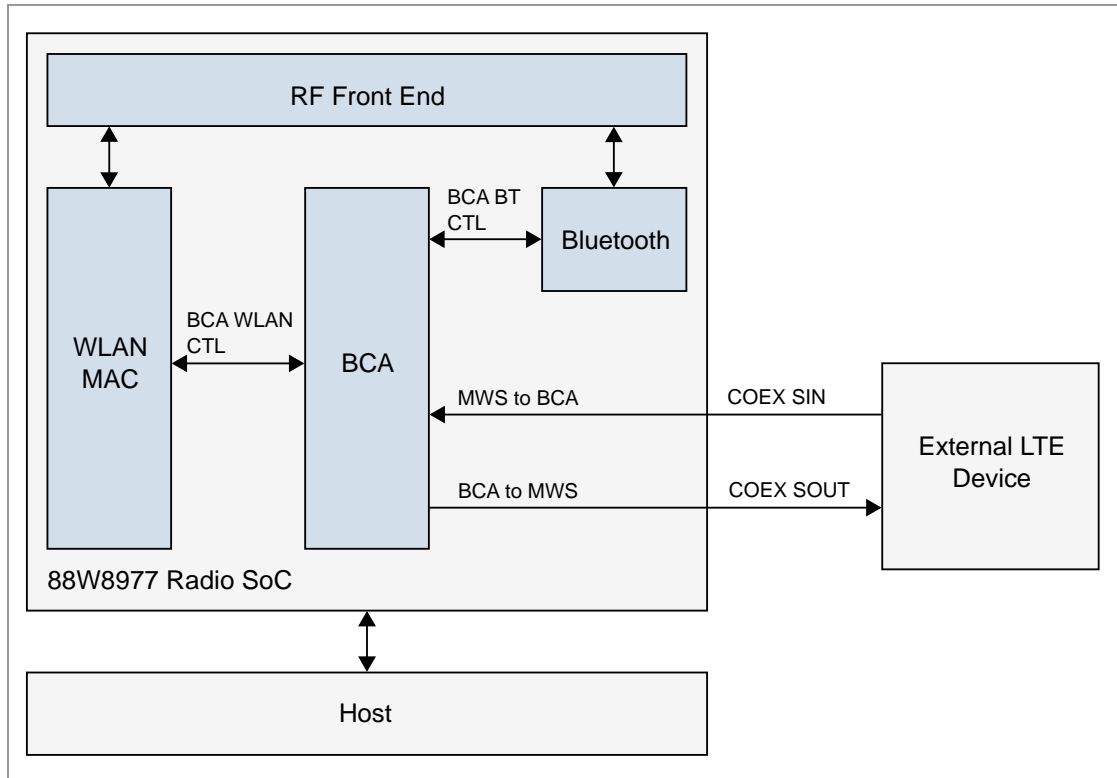 RF Front End
BCA BT
CTL
Bluetooth
BCA WLAN
CTL
WLAN
MAC
BCA
MWS to BCA
COEX SIN
External LTE
Device
BCA to MWS
COEX SOUT
88W8977 Radio SoC
Host